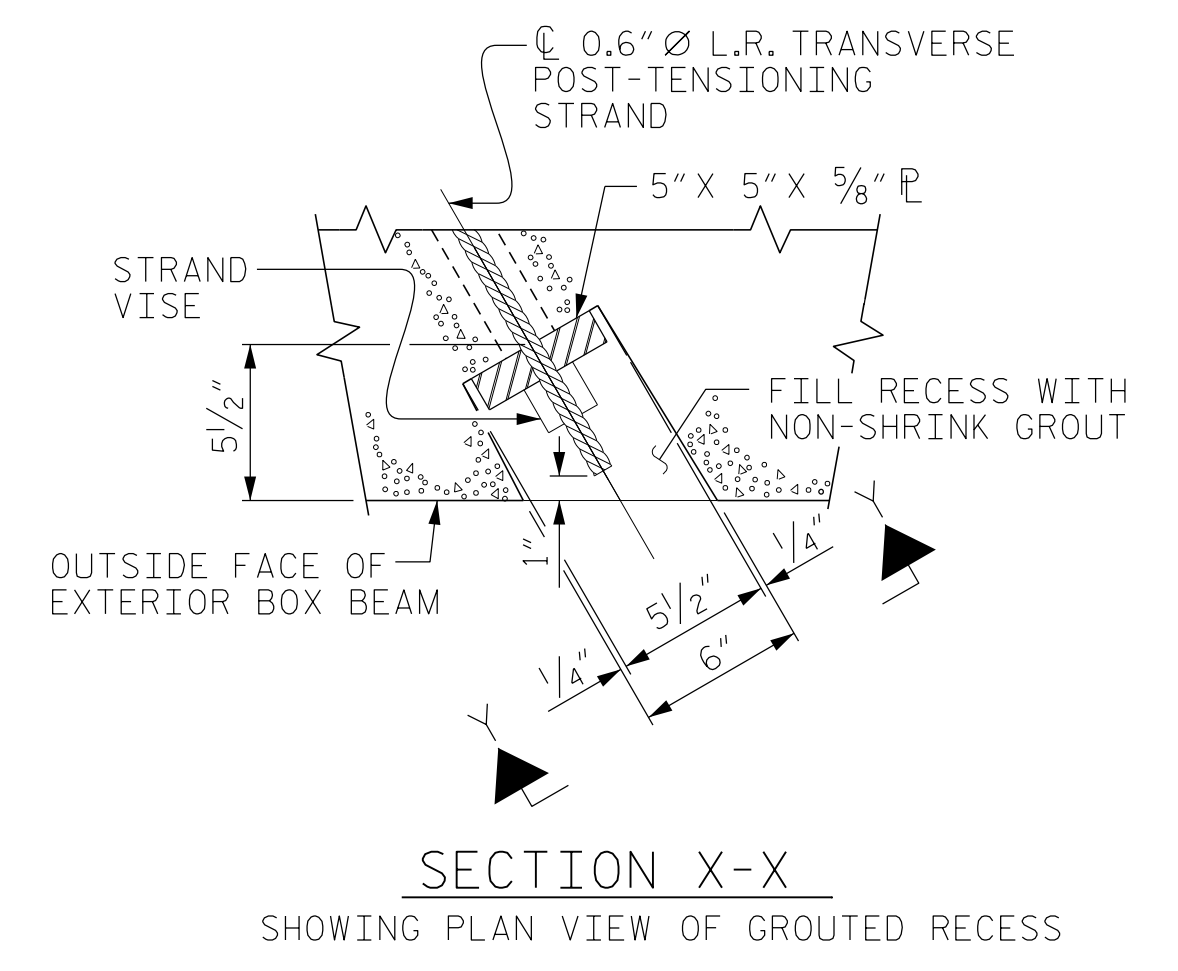 ℄ 0.6"Ø L.R. TRANSVERSE
POST-TENSIONING
STRAND
5" X 5" X 5/8" ⅊
STRAND
VISE
5 1/2"
FILL RECESS WITH
NON-SHRINK GROUT
Y
1"
1/4"
OUTSIDE FACE OF
EXTERIOR BOX BEAM
5 1/2"
6"
1/4"
Y
SECTION X-X
SHOWING PLAN VIEW OF GROUTED RECESS